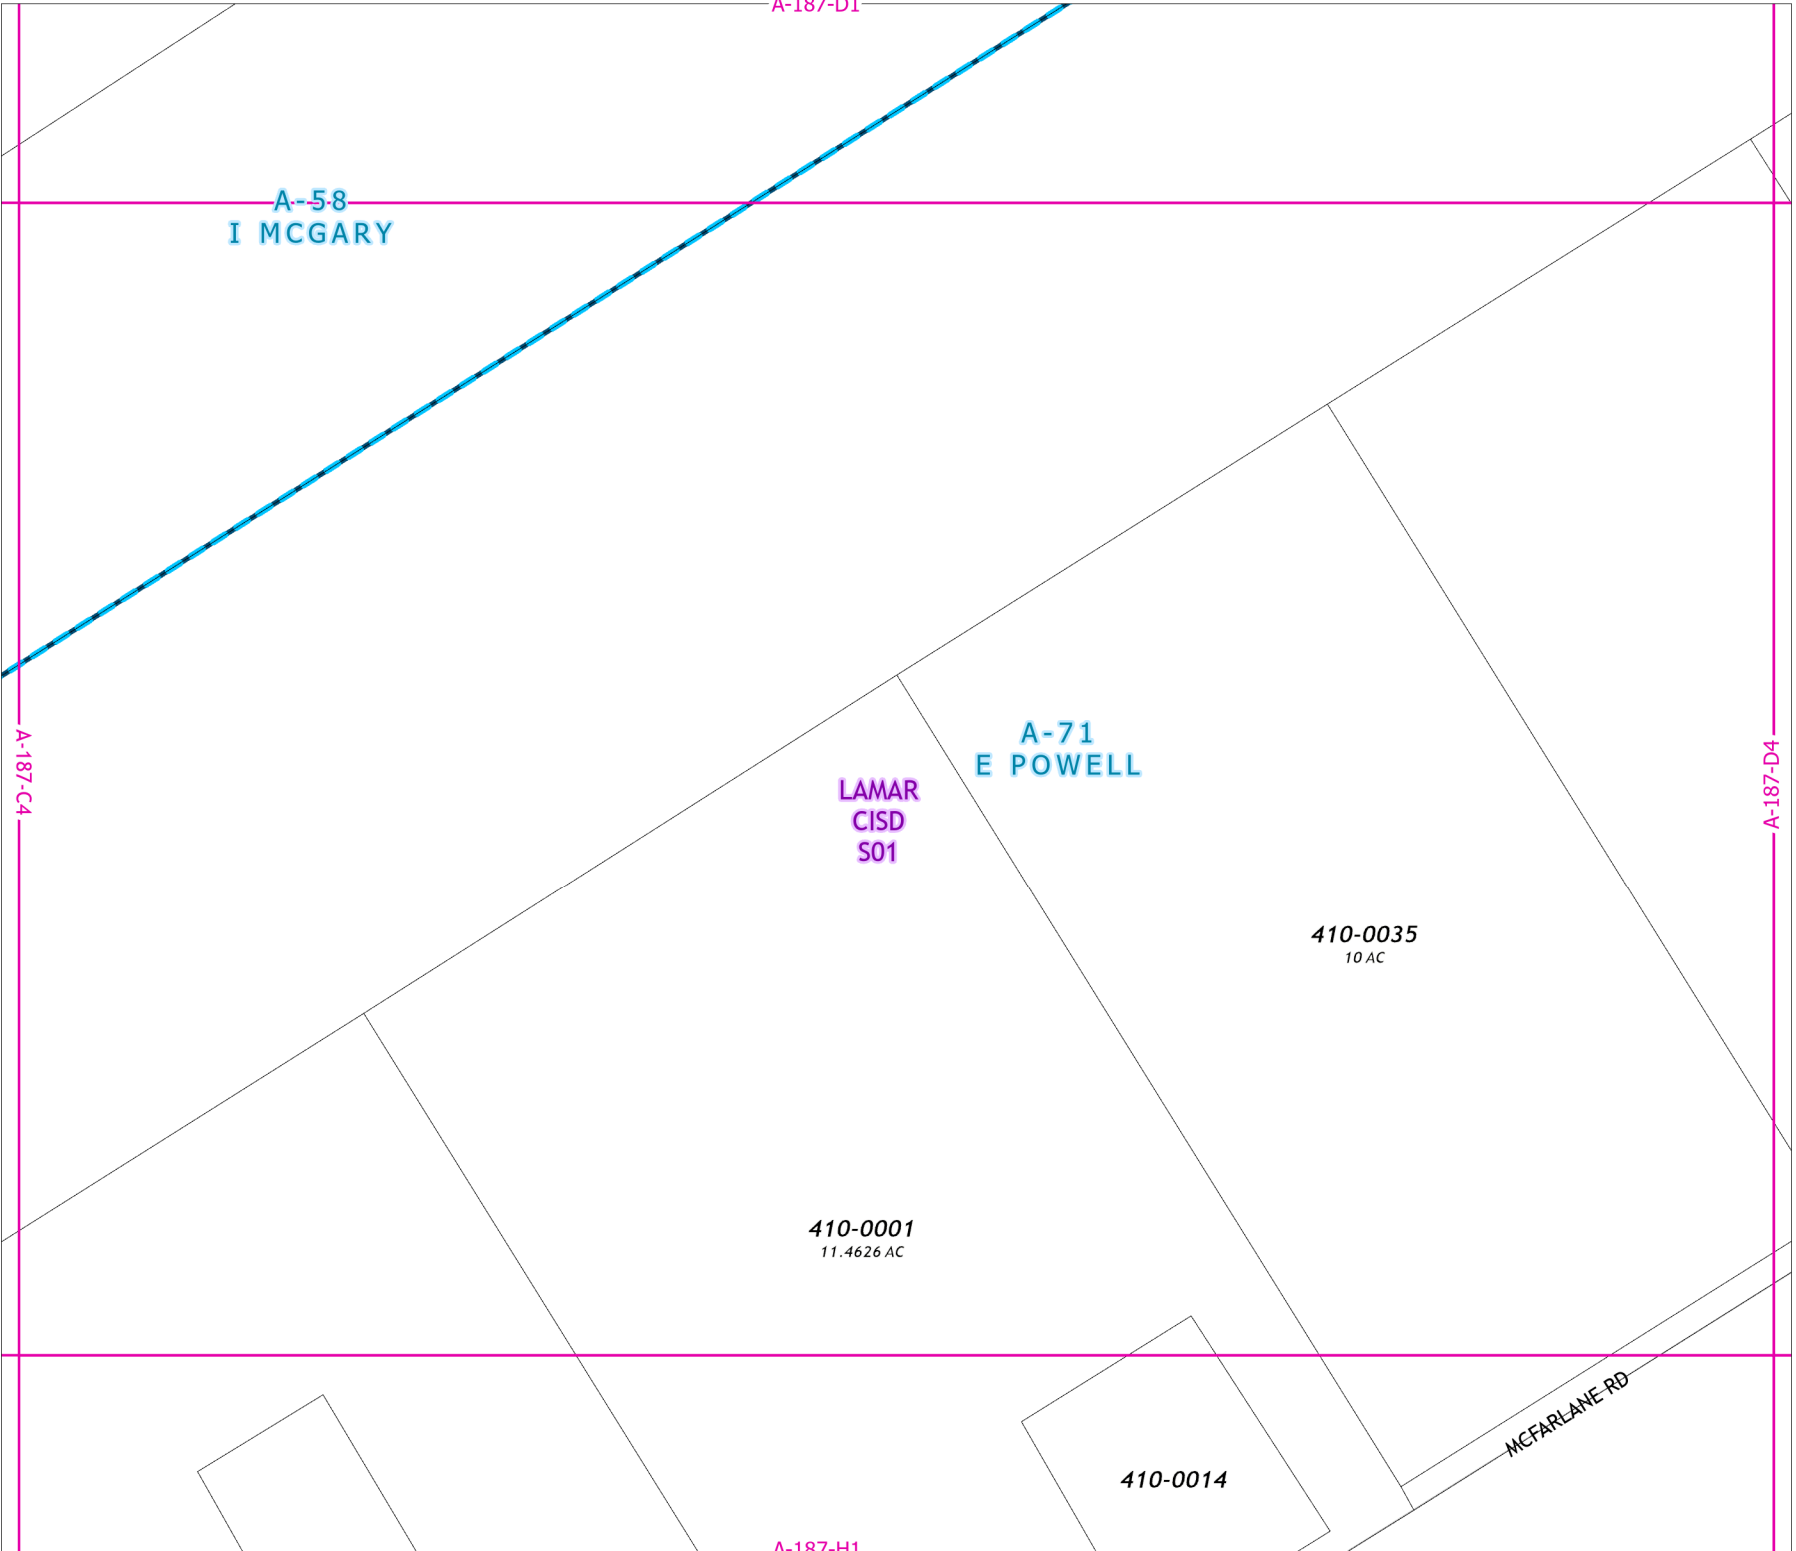 A-187-D1
A-58
I MCGARY
A-187-C4
A-71
E POWELL
A-187-D4
LAMAR
CISD
S01
410-0035
10 AC
410-0001
11.4626 AC
MCFARLANE RD
410-0014
A-187-H1